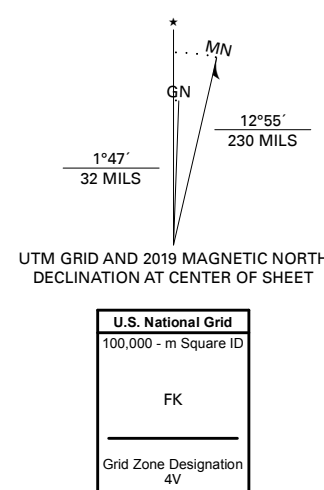 ★
MN
GN
12°55´
230 MILS
1°47´
32 MILS
UTM GRID AND 2019 MAGNETIC NORTH
DECLINATION AT CENTER OF SHEET
U.S. National Grid
100,000 - m Square ID
FK
Grid Zone Designation
4V